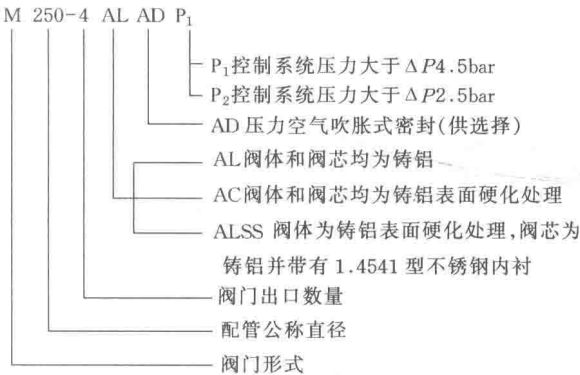 M 250-4 AL AD P₁
P₁控制系统压力大于ΔP4.5bar
P₂控制系统压力大于ΔP2.5bar
AD压力空气吹胀式密封(供选择)
AL阀体和阀芯均为铸铝
AC阀体和阀芯均为铸铝表面硬化处理
ALSS 阀体为铸铝表面硬化处理,阀芯为
铸铝并带有1.4541型不锈钢内衬
阀门出口数量
配管公称直径
阀门形式